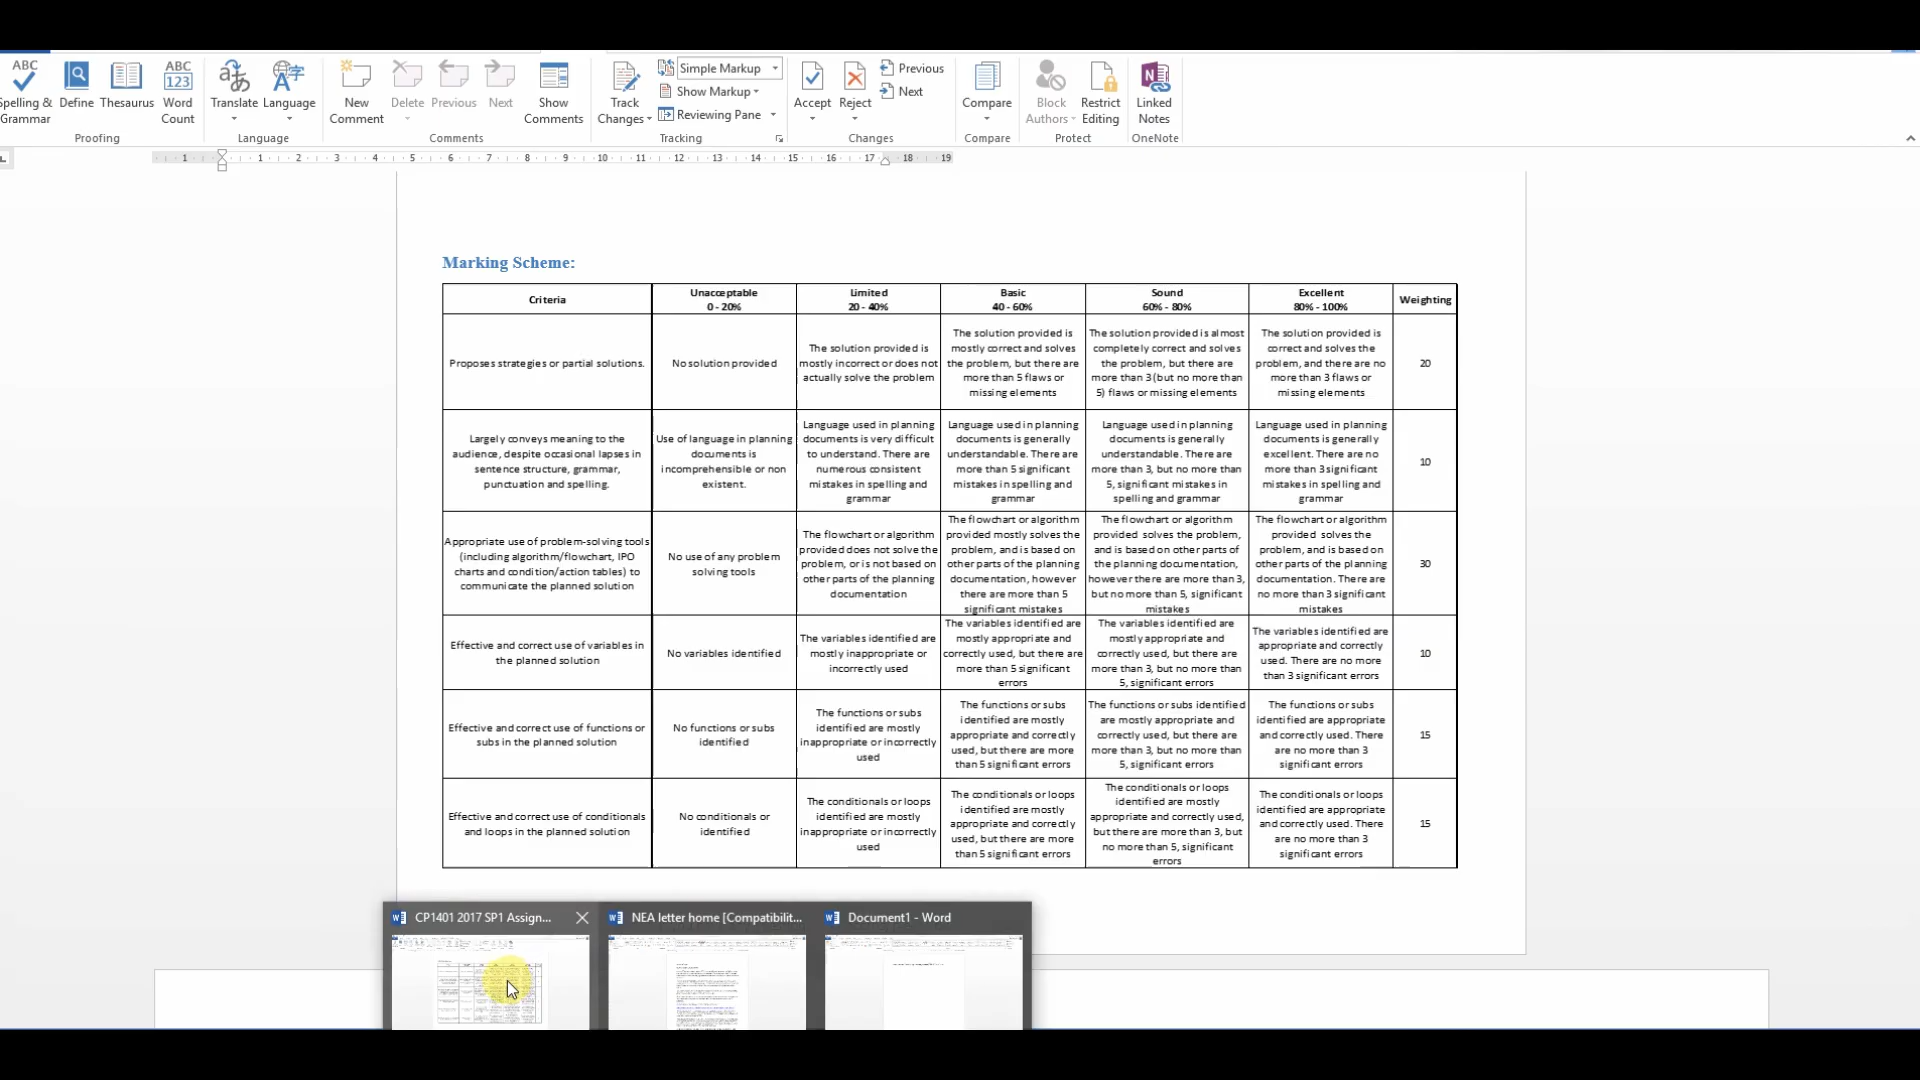 ABC
ABC
123
Spelling & Grammar
Define
Thesaurus
Word Count
Translate
Language
New Comment
Delete
Previous
Next
Show Comments
Track Changes
Simple Markup
Show Markup
Reviewing Pane
Accept
Reject
Previous
Next
Compare
Block Authors
Restrict Editing
Linked Notes
Proofing
Language
Comments
Tracking
Changes
Compare
Protect
OneNote
1 1 2 3 4 5 6 7 8 9 10 11 12 13 14 15 16 17 18 19
Marking Scheme:
Criteria
Unacceptable
0 - 20%
Limited
20 - 40%
Basic
40 - 60%
Sound
60% - 80%
Excellent
80% - 100%
Weighting
Proposes strategies or partial solutions.
No solution provided
The solution provided is
mostly incorrect or does not
actually solve the problem
The solution provided is
mostly correct and solves
the problem, but there are
more than 5 flaws or
missing elements
The solution provided is almost
completely correct and solves
the problem, but there are
more than 3 (but no more than
5) flaws or missing elements
The solution provided is
correct and solves the
problem, and there are no
more than 3 flaws or
missing elements
20
Largely conveys meaning to the
audience, despite occasional lapses in
sentence structure, grammar,
punctuation and spelling.
Use of language in planning
documents is
incomprehensible or non
existent.
Language used in planning
documents is very difficult
to understand. There are
numerous consistent
mistakes in spelling and
grammar
Language used in planning
documents is generally
understandable. There are
more than 5 significant
mistakes in spelling and
grammar
Language used in planning
documents is generally
understandable. There are
more than 3, but no more than
5, significant mistakes in
spelling and grammar
Language used in planning
documents is generally
excellent. There are no
more than 3 significant
mistakes in spelling and
grammar
10
Appropriate use of problem-solving tools
(including algorithm/flowchart, IPO
charts and condition/action tables) to
communicate the planned solution
No use of any problem
solving tools
The flowchart or algorithm
provided does not solve the
problem, or is not based on
other parts of the planning
documentation
The flowchart or algorithm
provided mostly solves the
problem, and is based on
other parts of the planning
documentation, however
there are more than 5
significant mistakes
The flowchart or algorithm
provided solves the problem,
and is based on other parts of
the planning documentation,
however there are more than 3,
but no more than 5, significant
mistakes
The flowchart or algorithm
provided solves the
problem, and is based on
other parts of the planning
documentation. There are
no more than 3 significant
mistakes
30
Effective and correct use of variables in
the planned solution
No variables identified
The variables identified are
mostly inappropriate or
incorrectly used
The variables identified are
mostly appropriate and
correctly used, but there are
more than 5 significant
errors
The variables identified are
mostly appropriate and
correctly used, but there are
more than 3, but no more than
5, significant errors
The variables identified are
appropriate and correctly
used. There are no more
than 3 significant errors
10
Effective and correct use of functions or
subs in the planned solution
No functions or subs
identified
The functions or subs
identified are mostly
inappropriate or incorrectly
used
The functions or subs
identified are mostly
appropriate and correctly
used, but there are more
than 5 significant errors
The functions or subs identified
are mostly appropriate and
correctly used, but there are
more than 3, but no more than
5, significant errors
The functions or subs
identified are appropriate
and correctly used. There
are no more than 3
significant errors
15
Effective and correct use of conditionals
and loops in the planned solution
No conditionals or
identified
The conditionals or loops
identified are mostly
inappropriate or incorrectly
used
The conditionals or loops
identified are mostly
appropriate and correctly
used, but there are more
than 5 significant errors
The conditionals or loops
identified are mostly
appropriate and correctly used,
but there are more than 3, but
no more than 5, significant
errors
The conditionals or loops
identified are appropriate
and correctly used. There
are no more than 3
significant errors
15
CP1401 2017 SP1 Assign...
NEA letter home [Compatibilit...
Document1 - Word